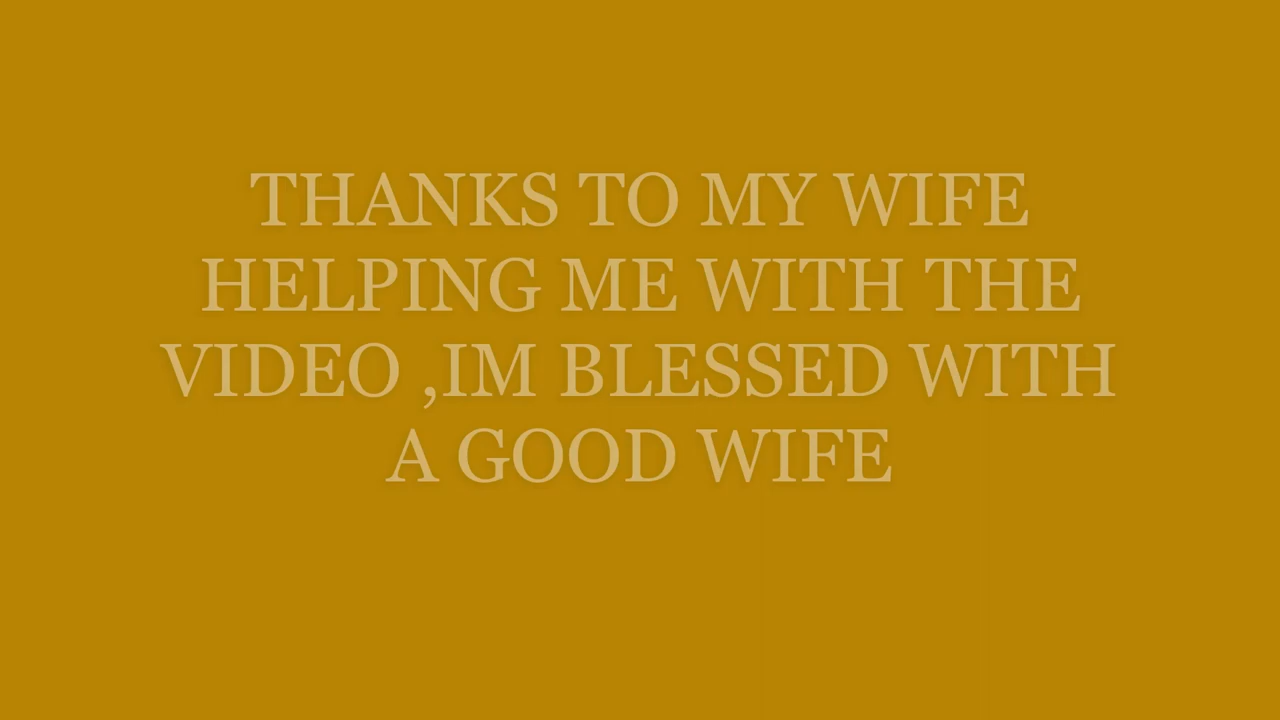 THANKS TO MY WIFE
HELPING ME WITH THE
VIDEO ,IM BLESSED WITH
A GOOD WIFE